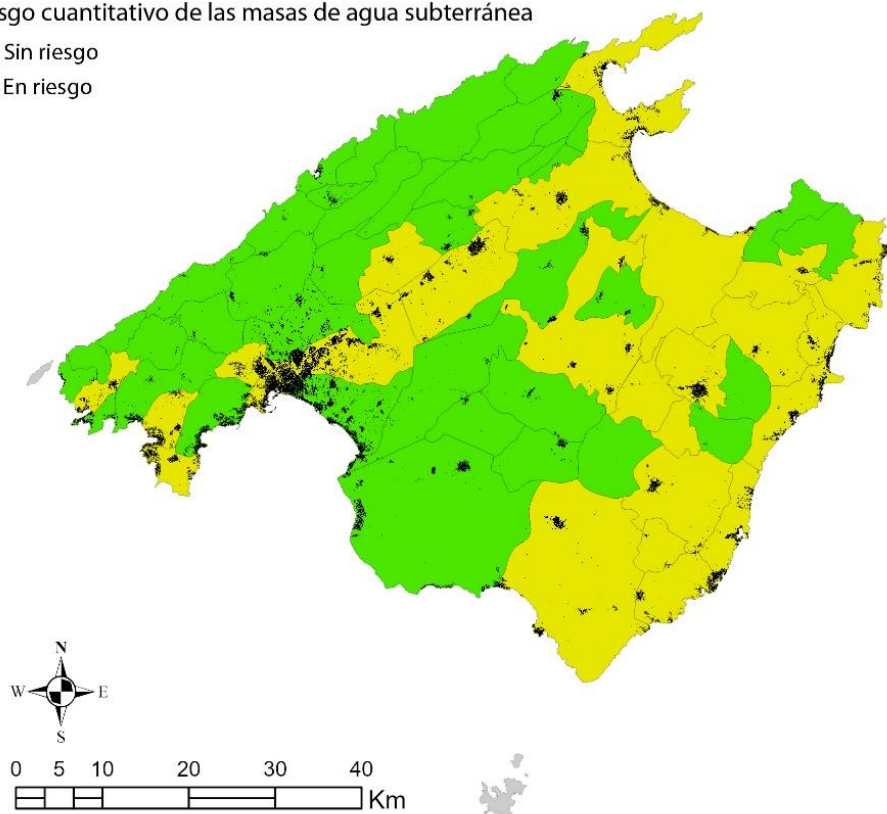 sgo cuantitativo de las masas de agua subterránea
Sin riesgo
En riesgo
N
W E
S
0 5 10 20 30 40
Km